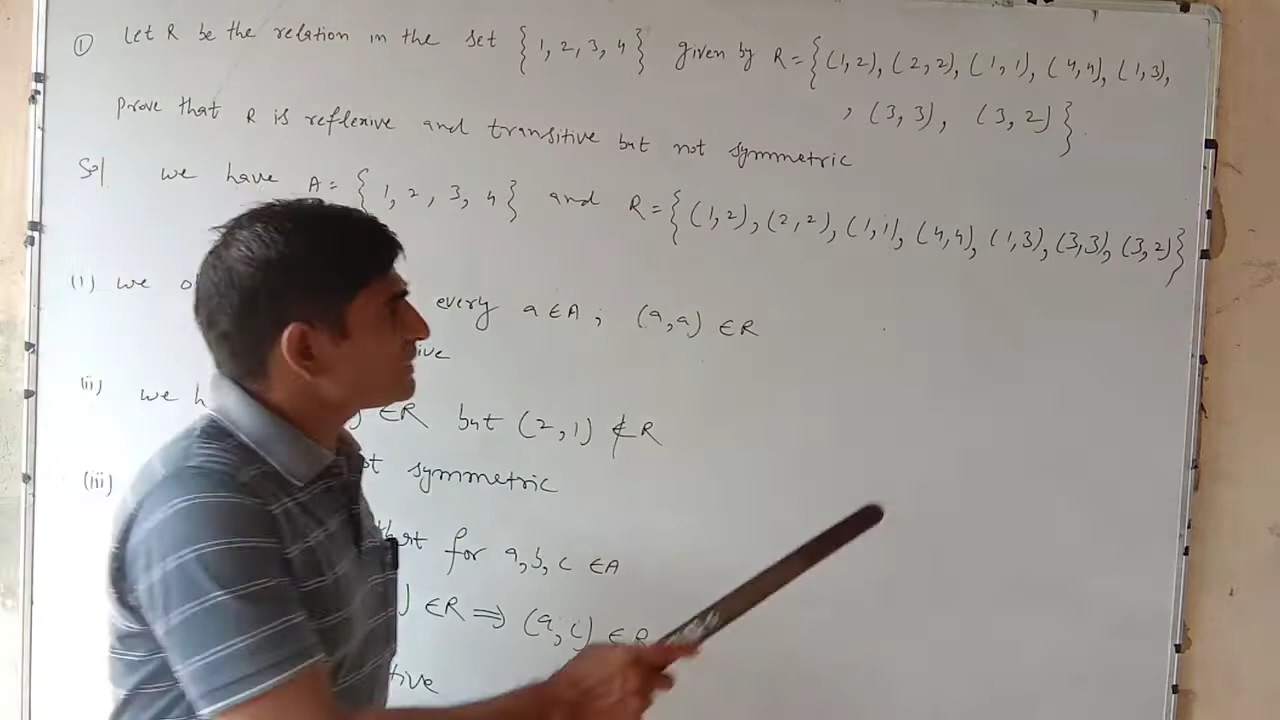 ① Let R be the relation in the set {1, 2, 3, 4} given by R={(1,2), (2,2), (1,1), (4,4), (1,3),
, (3,3), (3,2)}.
Prove that R is reflexive and transitive but not symmetric
Sol we have A= {1, 2, 3, 4} and R={(1,2), (2,2), (1,1), (4,4), (1,3), (3,3), (3,2)}
(i) we every a∈A ; (a,a) ∈R
(ii) we ∈R but (2,1) ∉R
symmetric
(iii)
for a,b,c ∈A
) ∈R ⇒ (a,c) ∈R